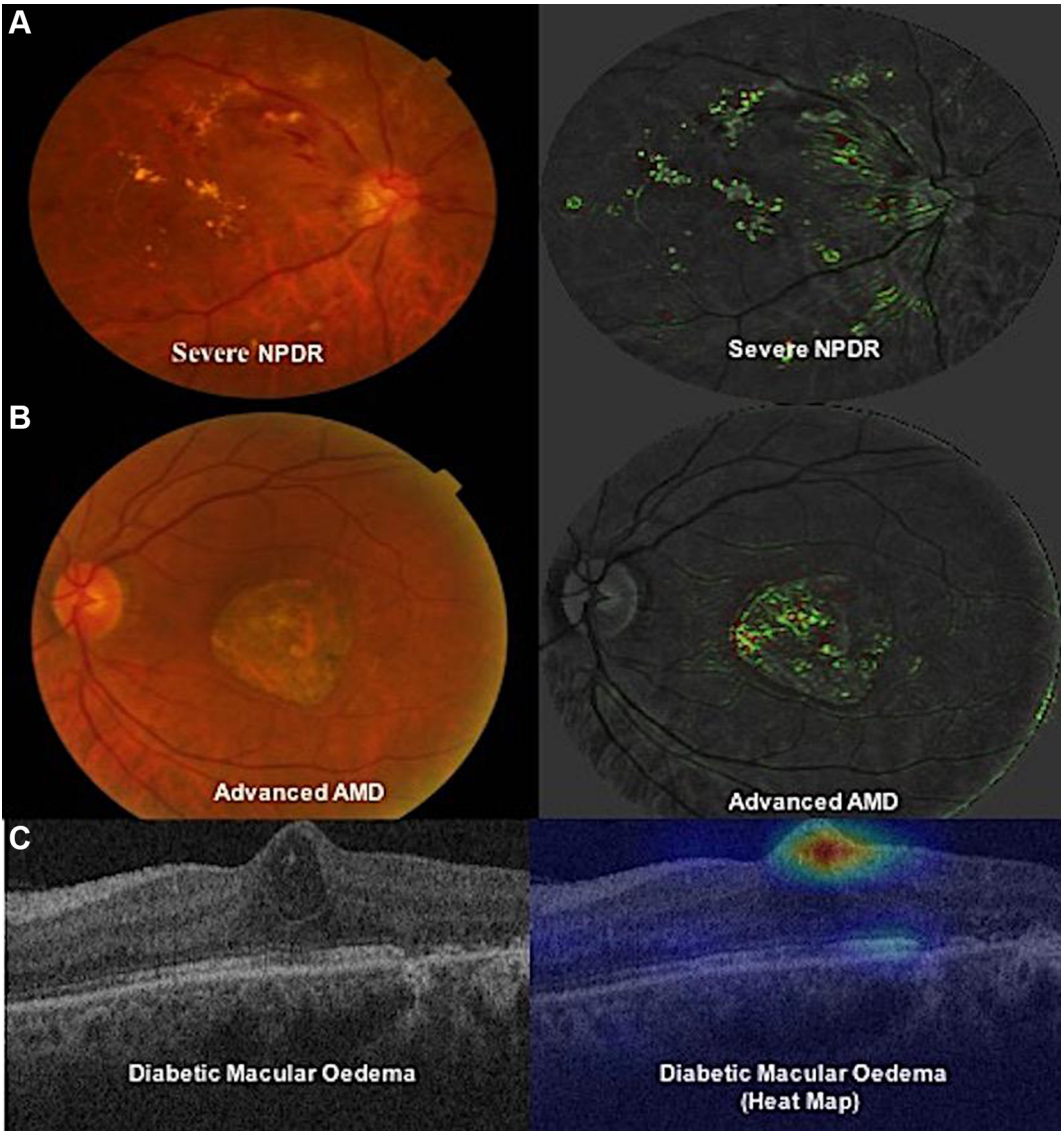 A
Severe NPDR
Severe NPDR
B
Advanced AMD
Advanced AMD
C
Diabetic Macular Oedema
Diabetic Macular Oedema
(Heat Map)